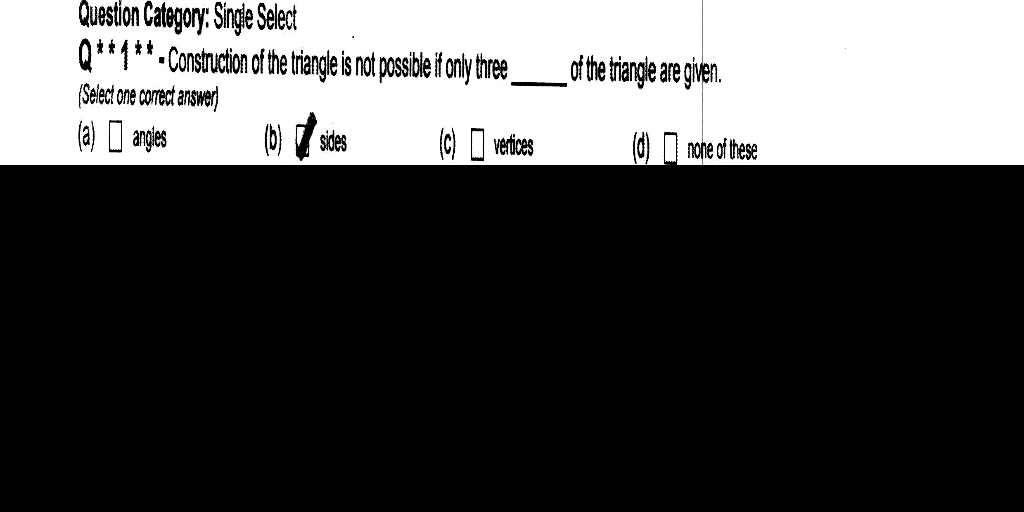 Question Category: Single Select
Q**1** - Construction of the triangle is not possible if only three ______ of the triangle are given.
(Select one correct answer)
(a) ☐ angles (b) ☑ sides (c) ☐ vertices (d) ☐ none of these